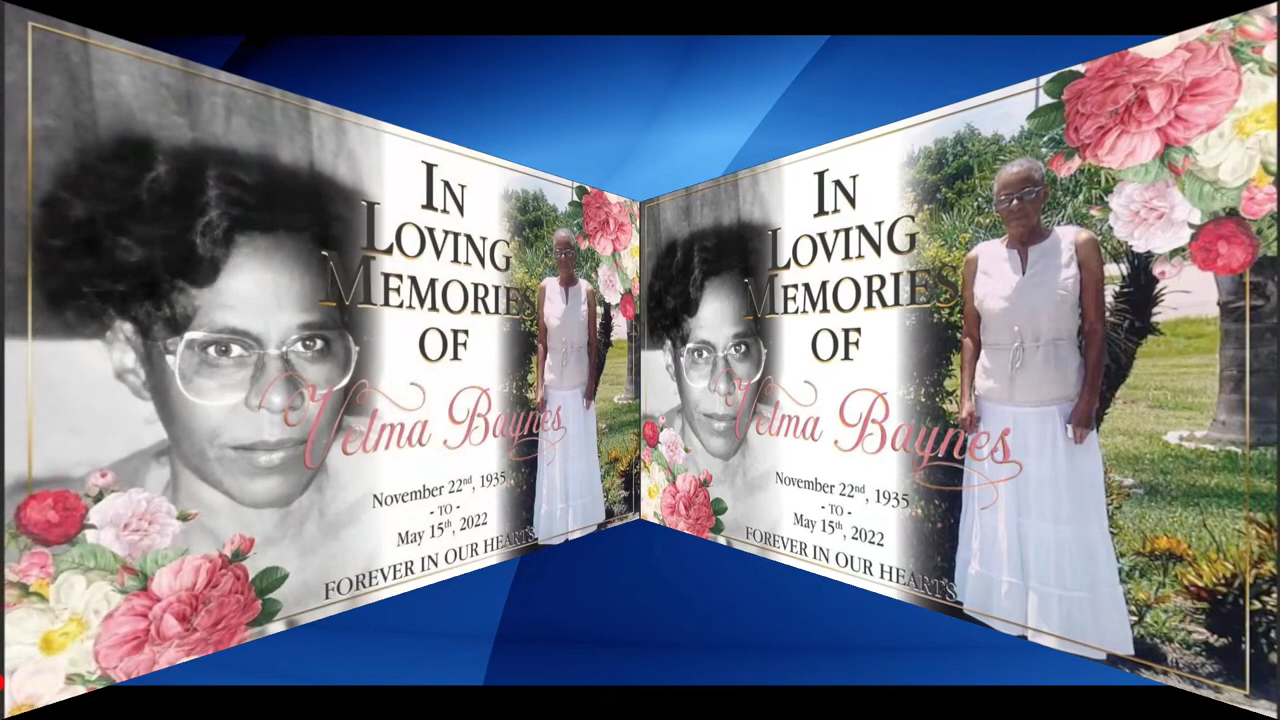 IN
LOVING
MEMORIES
OF
Velma Baynes
November 22nd, 1935
- TO -
May 15th, 2022
FOREVER IN OUR HEARTS
IN
LOVING
MEMORIES
OF
Velma Baynes
November 22nd, 1935
- TO -
May 15th, 2022
FOREVER IN OUR HEARTS